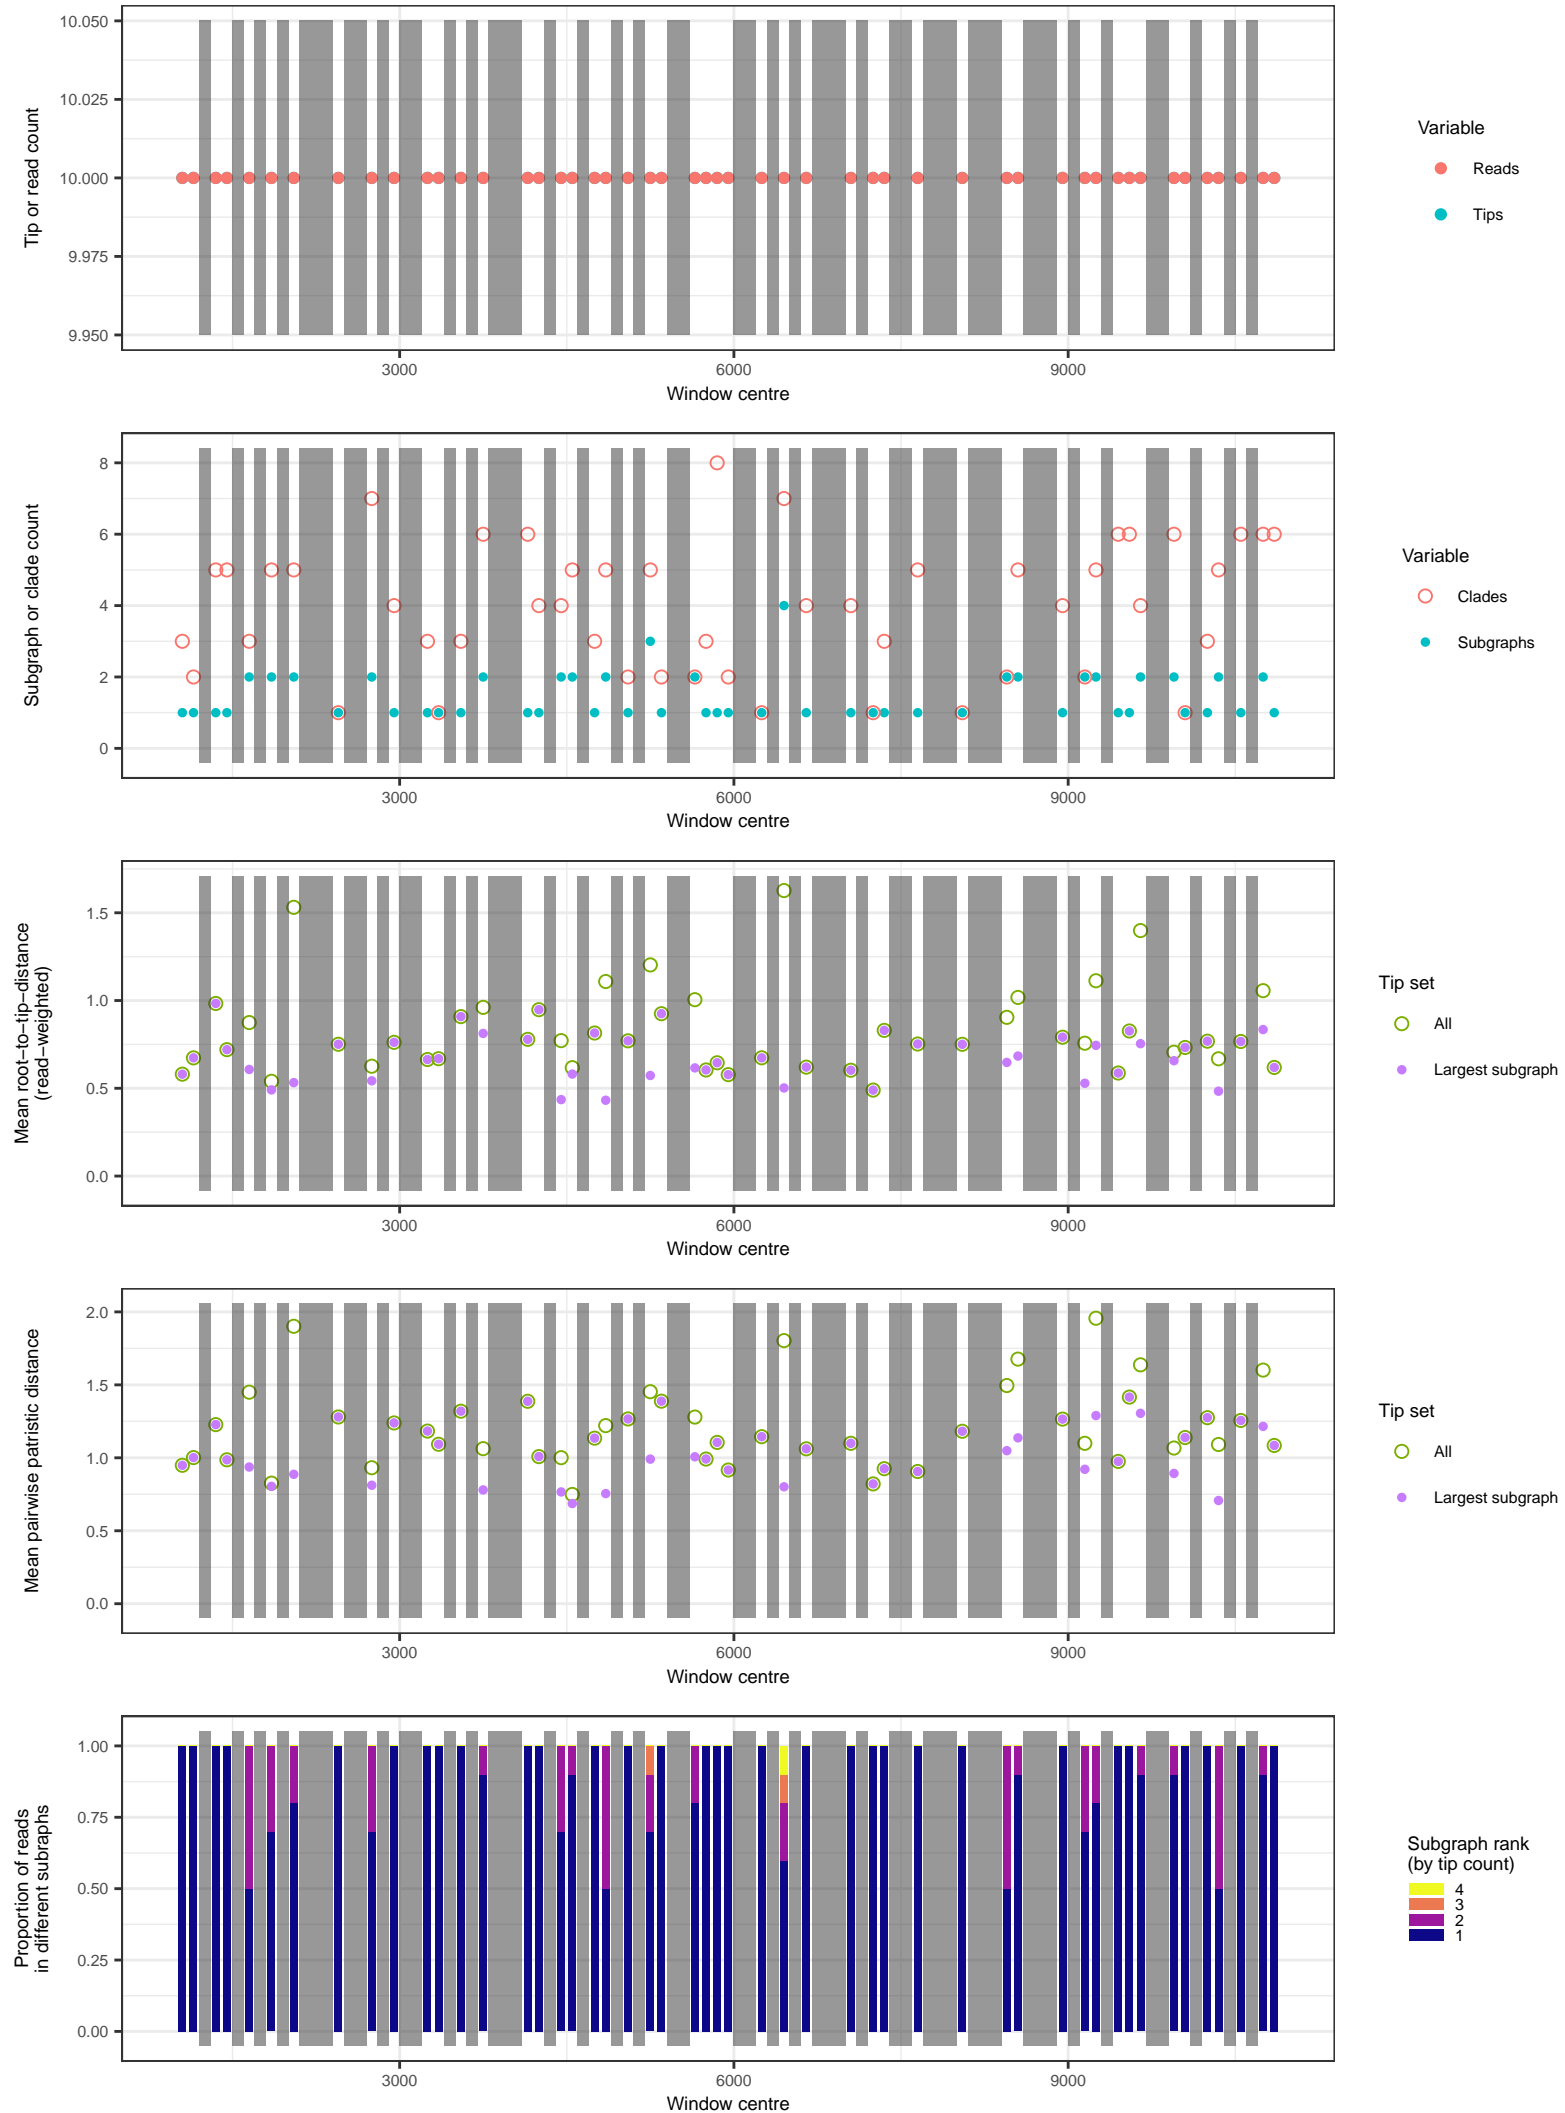 10.050
10.025
10.000
9.975
9.950
Tip or read count
3000
6000
9000
Window centre
Variable
Reads
Tips
8
6
4
2
0
Subgraph or clade count
3000
6000
9000
Window centre
Variable
Clades
Subgraphs
1.5
1.0
0.5
0.0
Mean root−to−tip−distance
(read−weighted)
3000
6000
9000
Window centre
Tip set
All
Largest subgraph
2.0
1.5
1.0
0.5
0.0
Mean pairwise patristic distance
3000
6000
9000
Window centre
Tip set
All
Largest subgraph
1.00
0.75
0.50
0.25
0.00
Proportion of reads
in different subraphs
3000
6000
9000
Window centre
Subgraph rank
(by tip count)
4
3
2
1